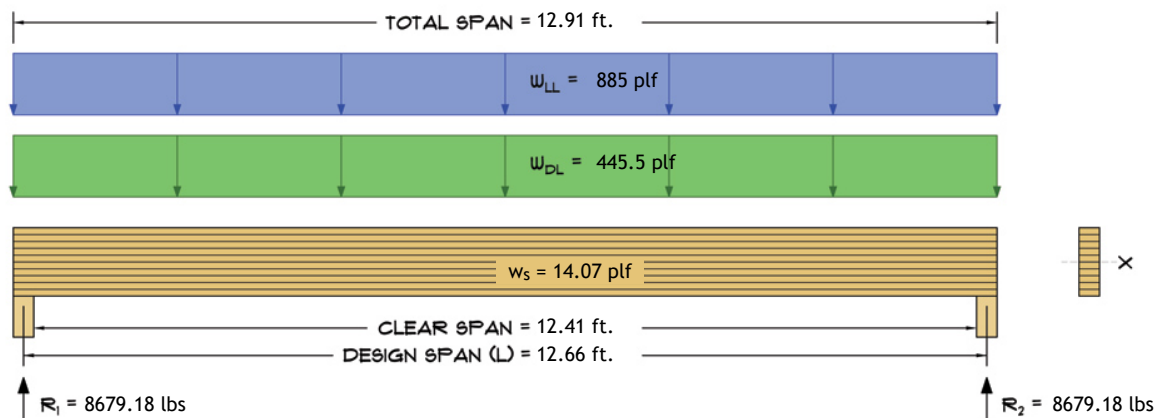 TOTAL SPAN = 12.91 ft.
WLL = 885 plf
WDL = 445.5 plf
ws = 14.07 plf
X
CLEAR SPAN = 12.41 ft.
DESIGN SPAN (L) = 12.66 ft.
R1 = 8679.18 lbs
R2 = 8679.18 lbs